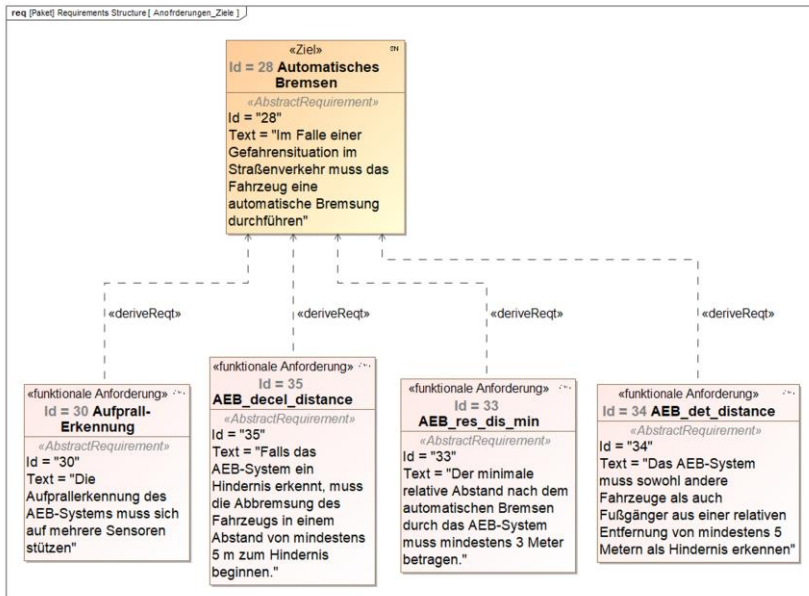 req [Paket] Requirements Structure [ Anofrderungen_Ziele ]
«Ziel»
Id = 28 Automatisches
Bremsen
«AbstractRequirement»
Id = "28"
Text = "Im Falle einer
Gefahrensituation im
Straßenverkehr muss das
Fahrzeug eine
automatische Bremsung
durchführen"
«deriveReqt»
«deriveReqt»
«deriveReqt»
«deriveReqt»
«funktionale Anforderung»
Id = 30 Aufprall-
Erkennung
«AbstractRequirement»
Id = "30"
Text = "Die
Aufprallerkennung des
AEB-Systems muss sich
auf mehrere Sensoren
stützen"
«funktionale Anforderung»
Id = 35
AEB_decel_distance
«AbstractRequirement»
Id = "35"
Text = "Falls das
AEB-System ein
Hindernis erkennt, muss
die Abbremsung des
Fahrzeugs in einem
Abstand von mindestens
5 m zum Hindernis
beginnen."
«funktionale Anforderung»
Id = 33
AEB_res_dis_min
«AbstractRequirement»
Id = "33"
Text = "Der minimale
relative Abstand nach dem
automatischen Bremsen
durch das AEB-System
muss mindestens 3 Meter
betragen."
«funktionale Anforderung»
Id = 34 AEB_det_distance
«AbstractRequirement»
Id = "34"
Text = "Das AEB-System
muss sowohl andere
Fahrzeuge als auch
Fußgänger aus einer relativen
Entfernung von mindestens 5
Metern als Hindernis erkennen"